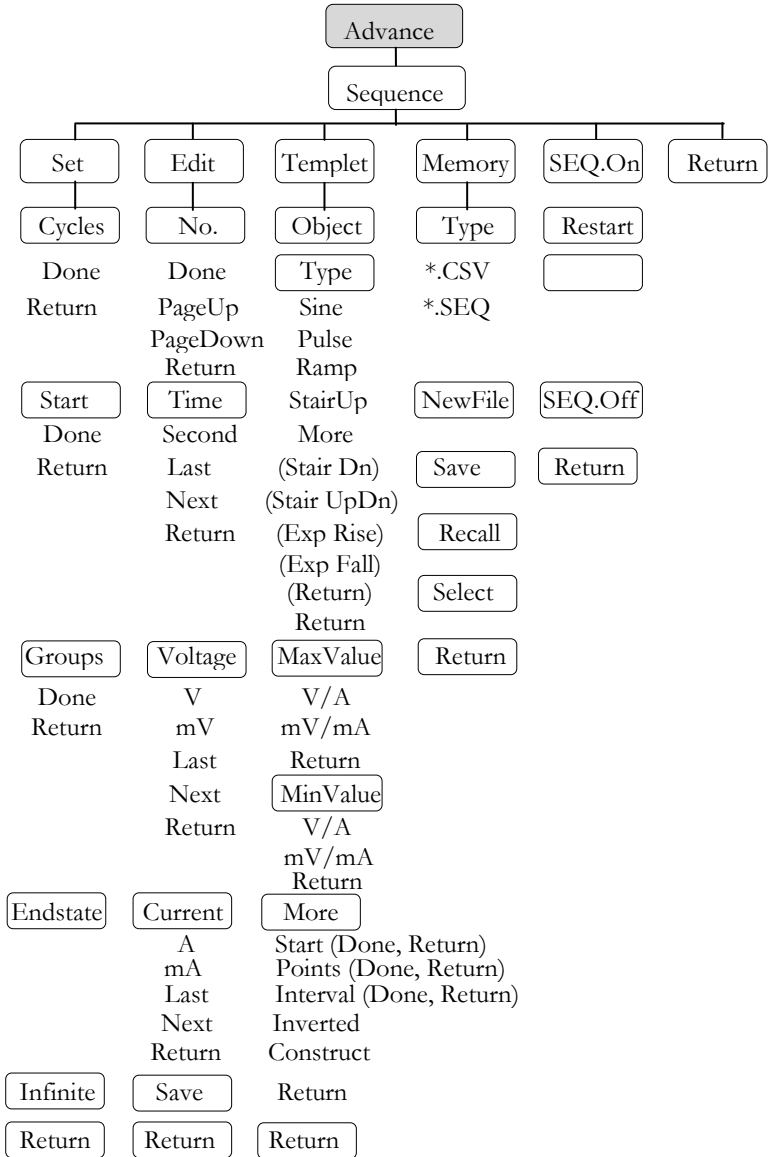 Advance
Sequence
Set Edit Templet Memory SEQ.On Return
Cycles No. Object Type Restart
Done Done Type *.CSV
Return PageUp Sine *.SEQ
PageDown Pulse
Return Ramp
Start Time StairUp NewFile SEQ.Off
Done Second More
Return Last (Stair Dn) Save Return
Next (Stair UpDn)
Return (Exp Rise) Recall
(Exp Fall)
(Return) Select
Return
Groups Voltage MaxValue Return
Done V V/A
Return mV mV/mA
Last Return
Next MinValue
Return V/A
mV/mA
Return
Endstate Current More
A Start (Done, Return)
mA Points (Done, Return)
Last Interval (Done, Return)
Next Inverted
Return Construct
Infinite Save Return
Return Return Return